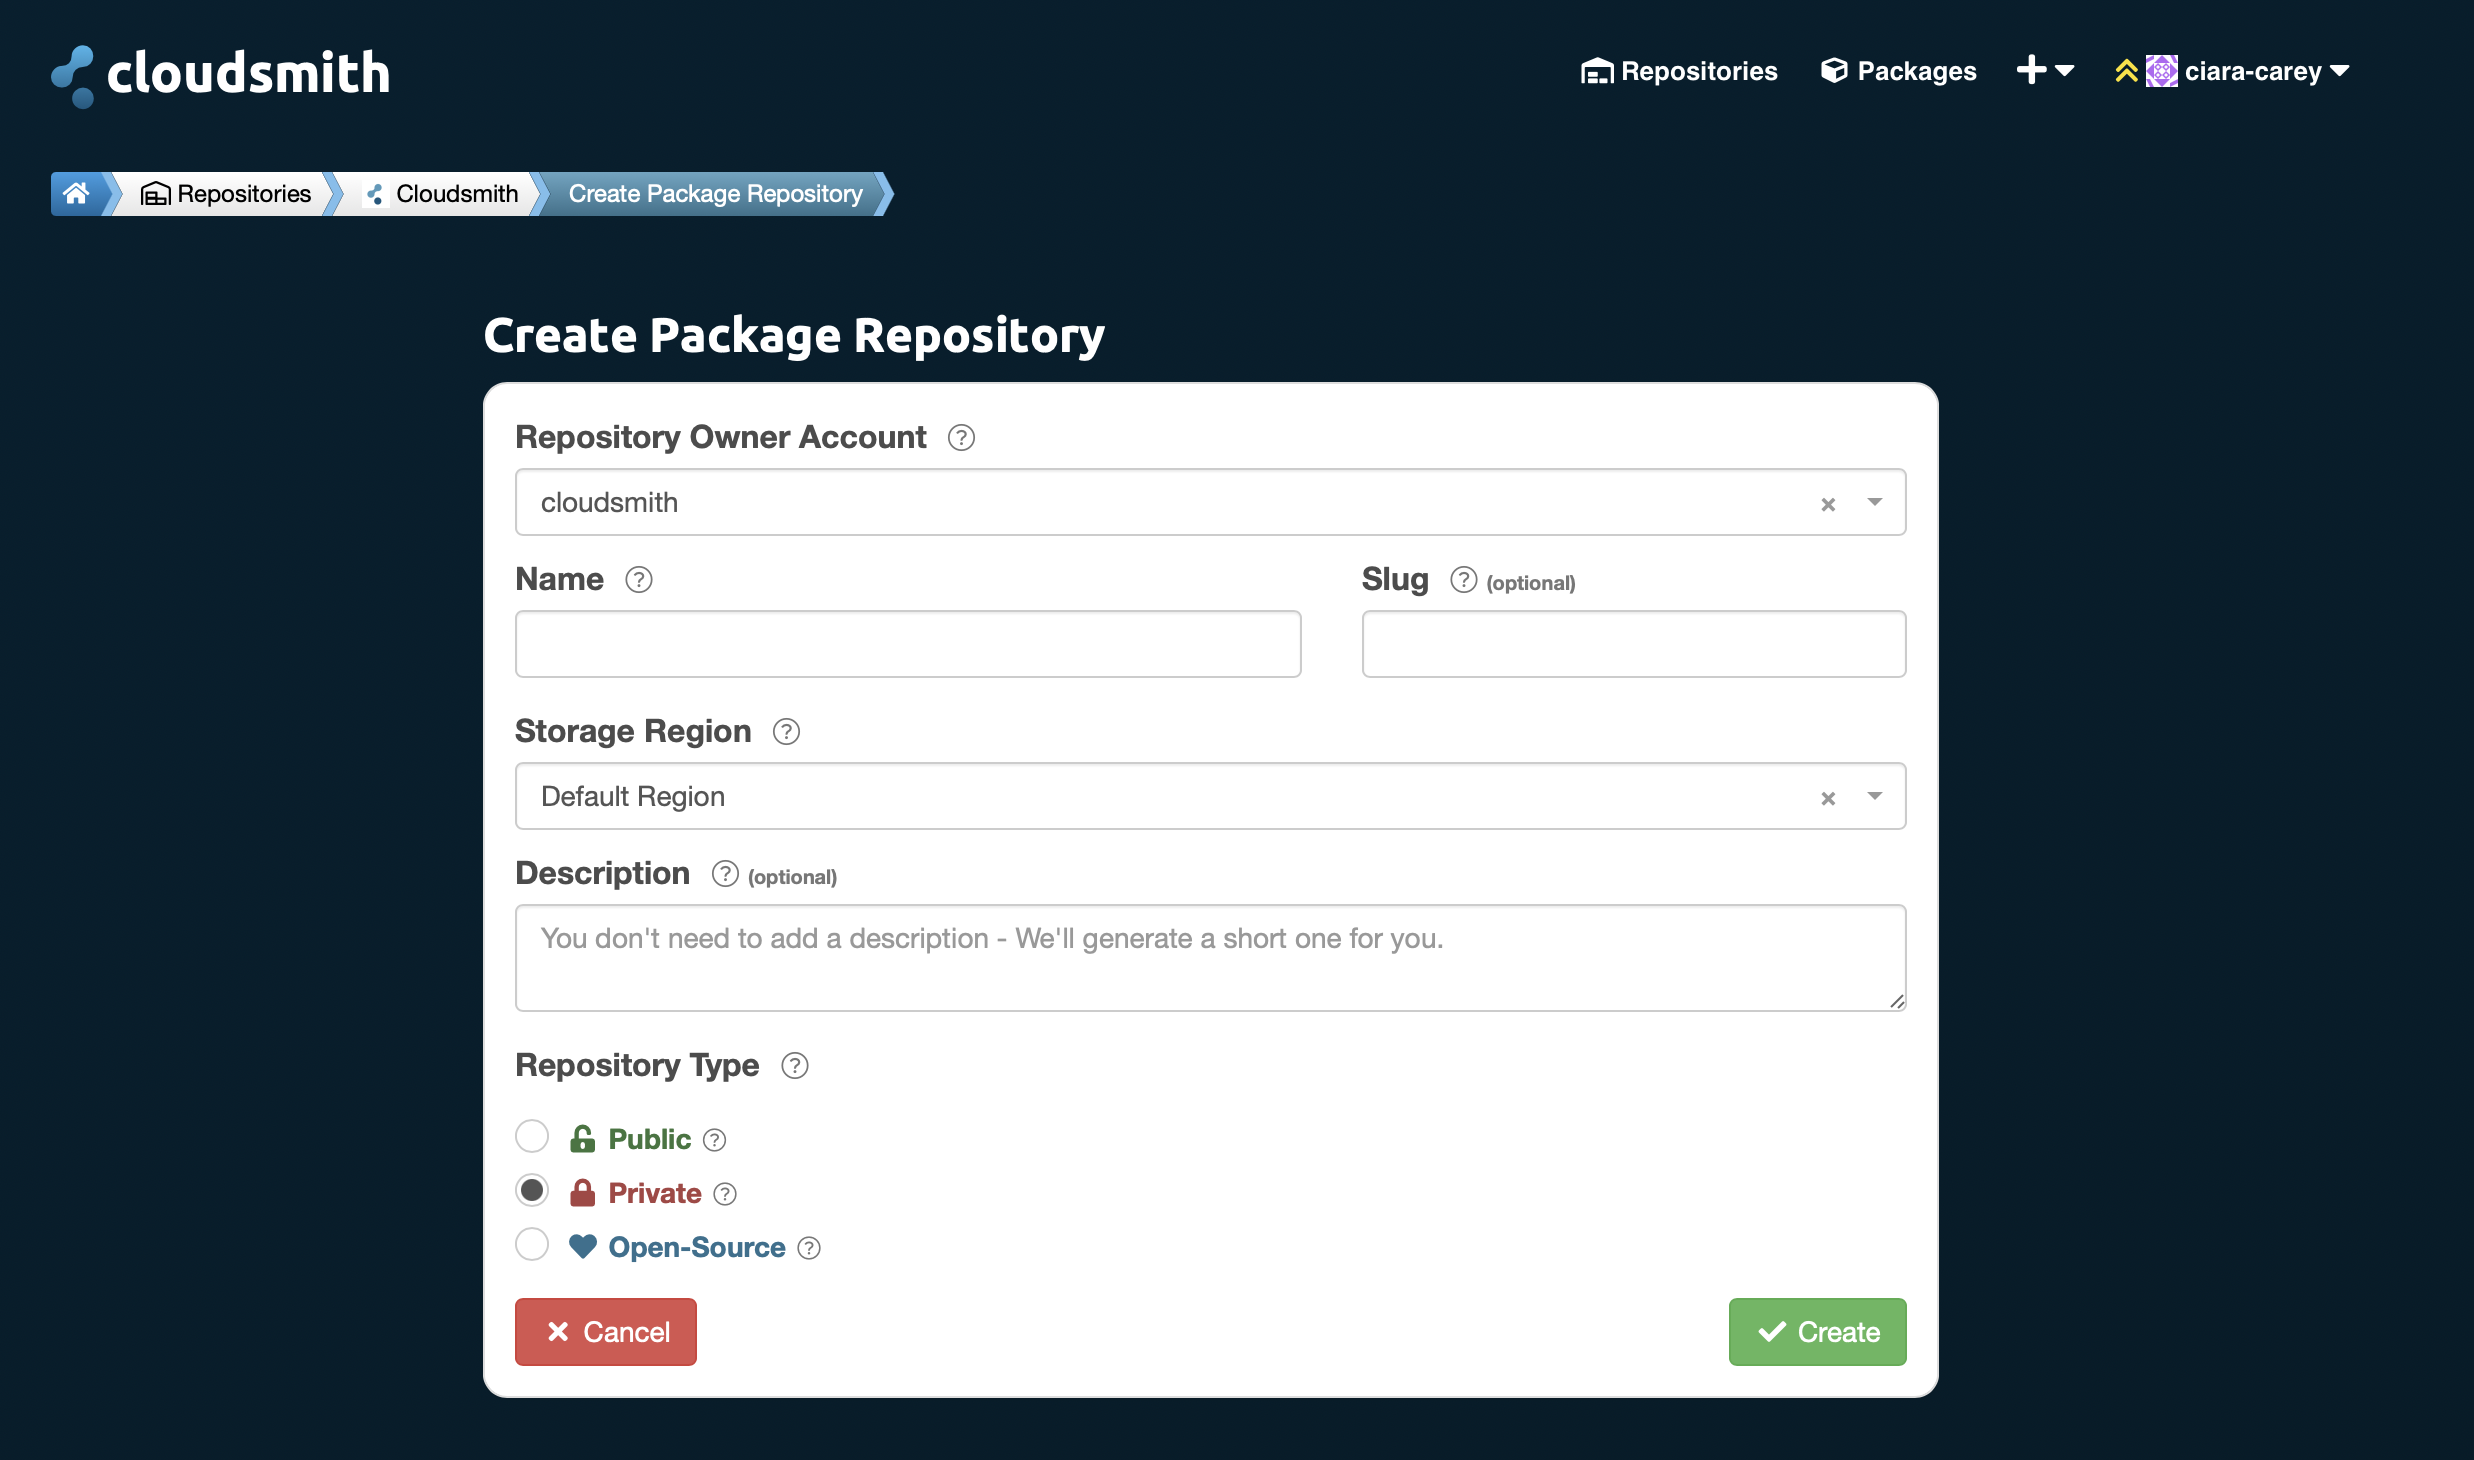 cloudsmith
Repositories Packages ciara-carey
Repositories Cloudsmith Create Package Repository
Create Package Repository
Repository Owner Account ?
cloudsmith
Name ? Slug ? (optional)
Storage Region ?
Default Region
Description ? (optional)
You don't need to add a description - We'll generate a short one for you.
Repository Type ?
Public ?
Private ?
Open-Source ?
Cancel Create